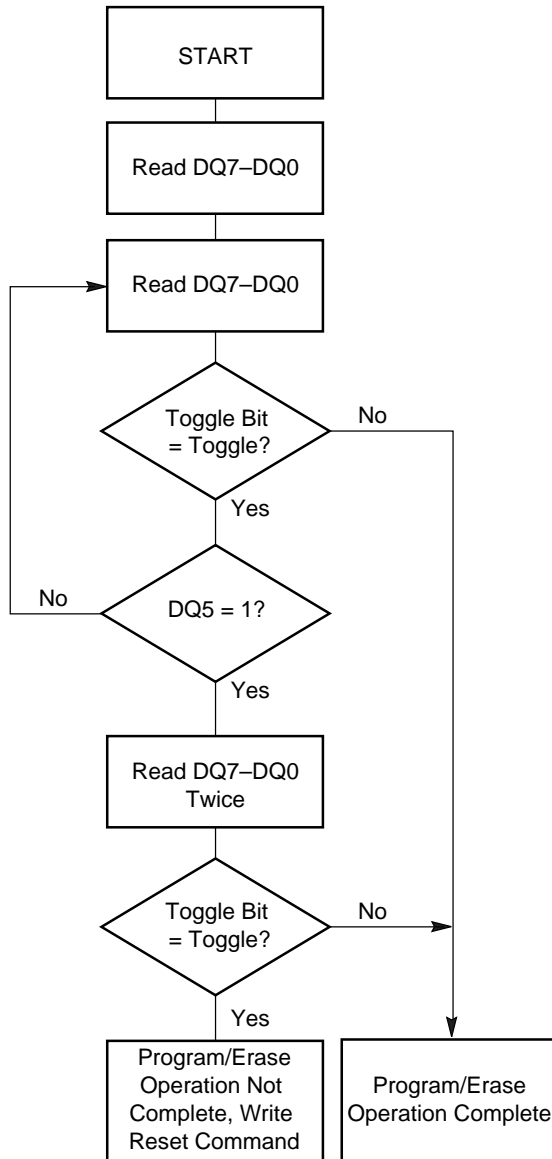 START
Read DQ7–DQ0
Read DQ7–DQ0
Toggle Bit
= Toggle?
No
Yes
No
DQ5 = 1?
Yes
Read DQ7–DQ0
Twice
Toggle Bit
= Toggle?
No
Yes
Program/Erase
Operation Not
Complete, Write
Reset Command
Program/Erase
Operation Complete